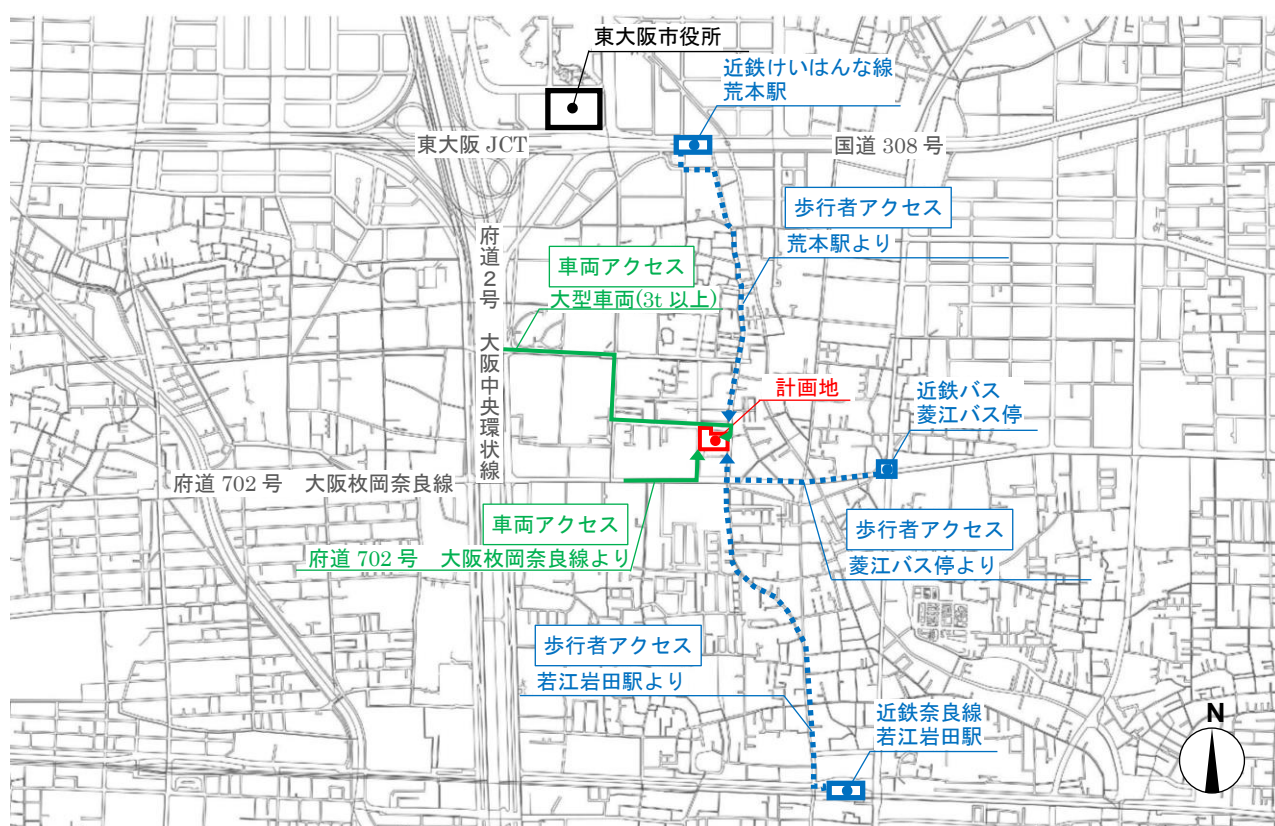 東大阪市役所
近鉄けいはんな線
荒本駅
東大阪 JCT
国道 308 号
歩行者アクセス
荒本駅より
府道2号 大阪中央環状線
車両アクセス
大型車両(3t 以上)
計画地
近鉄バス
菱江バス停
府道 702 号 大阪枚岡奈良線
車両アクセス
府道 702 号 大阪枚岡奈良線より
歩行者アクセス
菱江バス停より
歩行者アクセス
若江岩田駅より
近鉄奈良線
若江岩田駅
N